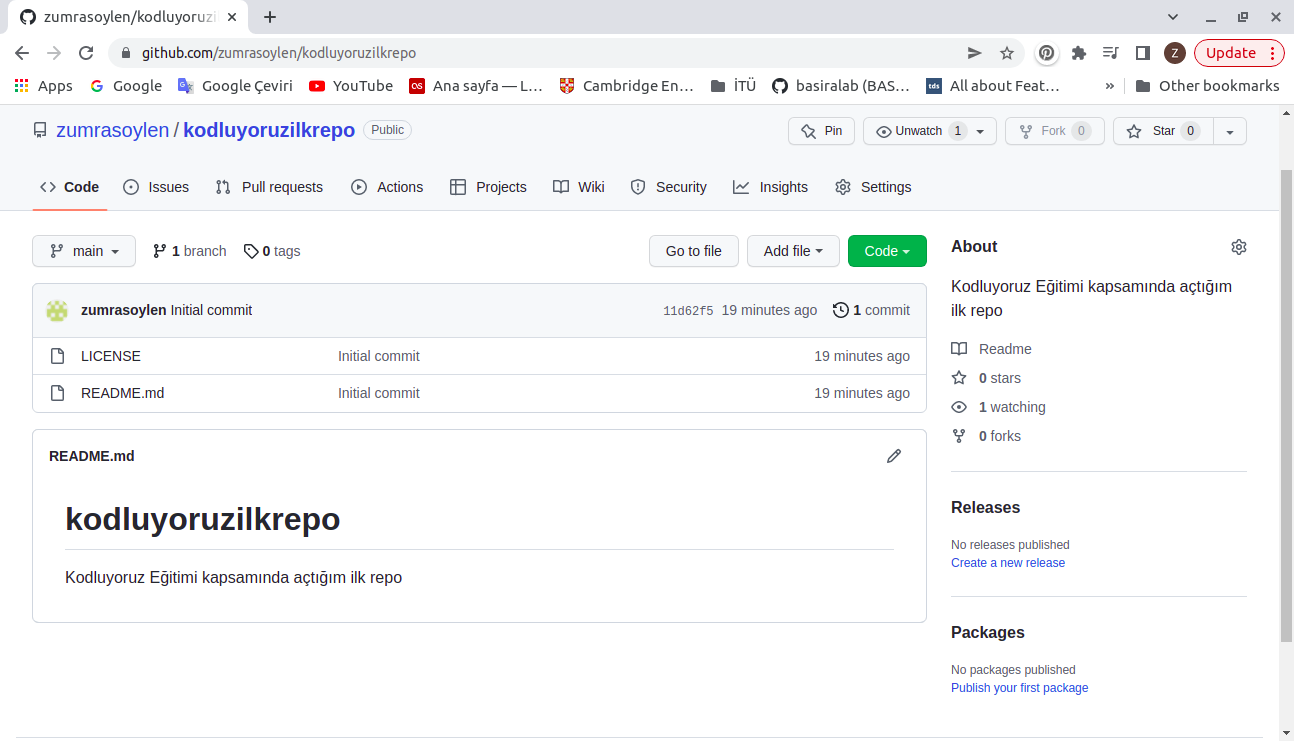 zumrasoylen/kodluyoruzil
github.com/zumrasoylen/kodluyoruzilkrepo
Z
Update
Apps
Google
Google Çeviri
YouTube
Ana sayfa — L…
Cambridge En…
İTÜ
basiralab (BAS…
All about Feat…
»
Other bookmarks
zumrasoylen / kodluyoruzilkrepo Public
Pin
Unwatch 1
Fork 0
Star 0
Code
Issues
Pull requests
Actions
Projects
Wiki
Security
Insights
Settings
main
1 branch
0 tags
Go to file
Add file
Code
zumrasoylen Initial commit 11d62f5 19 minutes ago 1 commit
LICENSE Initial commit 19 minutes ago
README.md Initial commit 19 minutes ago
README.md
kodluyoruzilkrepo
Kodluyoruz Eğitimi kapsamında açtığım ilk repo
About
Kodluyoruz Eğitimi kapsamında açtığım
ilk repo
Readme
0 stars
1 watching
0 forks
Releases
No releases published
Create a new release
Packages
No packages published
Publish your first package